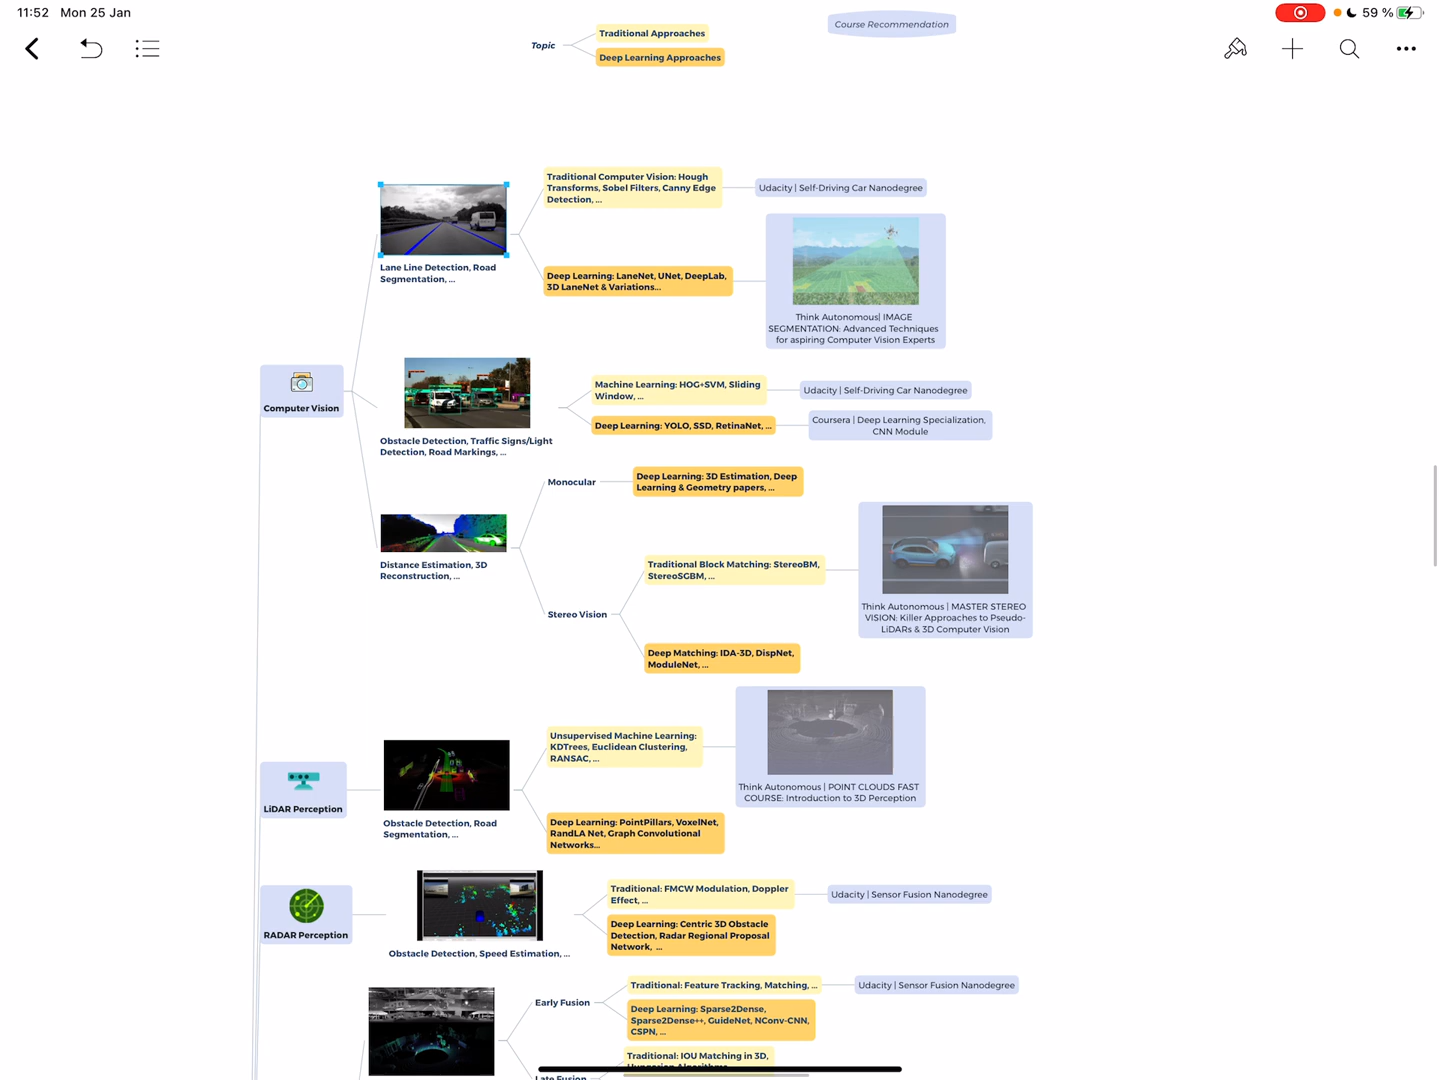 11:52 Mon 25 Jan
59 %
Topic
Traditional Approaches
Deep Learning Approaches
Course Recommendation
Computer Vision
Lane Line Detection, Road
Segmentation, ...
Traditional Computer Vision: Hough
Transforms, Sobel Filters, Canny Edge
Detection, ...
Udacity | Self-Driving Car Nanodegree
Deep Learning: LaneNet, UNet, DeepLab,
3D LaneNet & Variations...
Think Autonomous| IMAGE
SEGMENTATION: Advanced Techniques
for aspiring Computer Vision Experts
Obstacle Detection, Traffic Signs/Light
Detection, Road Markings, ...
Machine Learning: HOG+SVM, Sliding
Window, ...
Udacity | Self-Driving Car Nanodegree
Deep Learning: YOLO, SSD, RetinaNet, ...
Coursera | Deep Learning Specialization,
CNN Module
Distance Estimation, 3D
Reconstruction, ...
Monocular
Deep Learning: 3D Estimation, Deep
Learning & Geometry papers, ...
Stereo Vision
Traditional Block Matching: StereoBM,
StereoSGBM, ...
Think Autonomous | MASTER STEREO
VISION: Killer Approaches to Pseudo-
LiDARs & 3D Computer Vision
Deep Matching: IDA-3D, DispNet,
ModuleNet, ...
LiDAR Perception
Obstacle Detection, Road
Segmentation, ...
Unsupervised Machine Learning:
KDTrees, Euclidean Clustering,
RANSAC, ...
Think Autonomous | POINT CLOUDS FAST
COURSE: Introduction to 3D Perception
Deep Learning: PointPillars, VoxelNet,
RandLA Net, Graph Convolutional
Networks...
RADAR Perception
Obstacle Detection, Speed Estimation, ...
Traditional: FMCW Modulation, Doppler
Effect, ...
Udacity | Sensor Fusion Nanodegree
Deep Learning: Centric 3D Obstacle
Detection, Radar Regional Proposal
Network, ...
Early Fusion
Traditional: Feature Tracking, Matching, ...
Udacity | Sensor Fusion Nanodegree
Deep Learning: Sparse2Dense,
Sparse2Dense++, GuideNet, NConv-CNN,
CSPN, ...
Late Fusion
Traditional: IOU Matching in 3D,